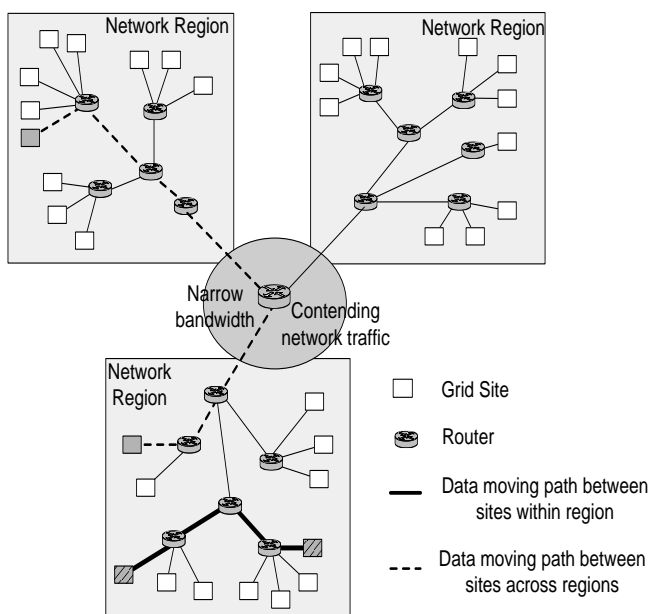 Network Region
Network Region
Narrow
bandwidth
Contending
network traffic
Network
Region
Grid Site
Router
Data moving path between
sites within region
Data moving path between
sites across regions